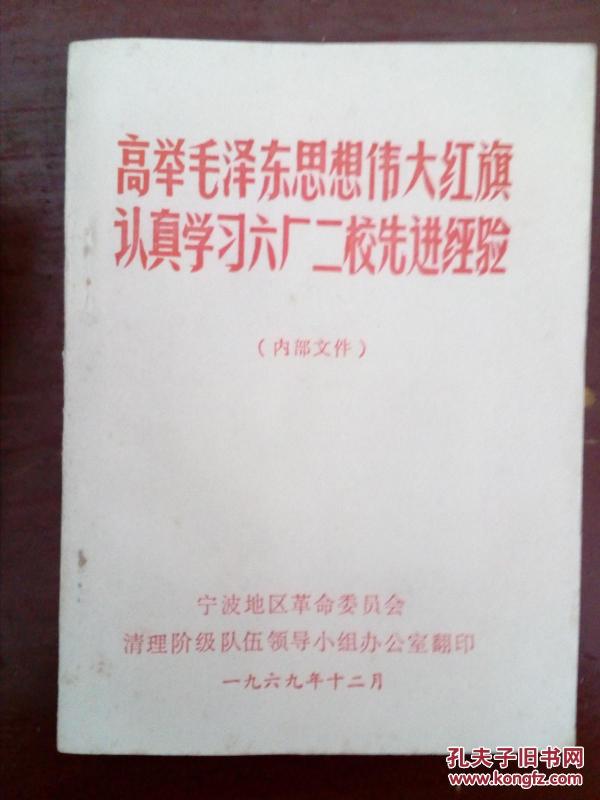 高举毛泽东思想伟大红旗
认真学习六厂二校先进经验
（内部文件）
宁波地区革命委员会
清理阶级队伍领导小组办公室翻印
一九六九年十二月
孔夫子旧书网
www.kongfz.com